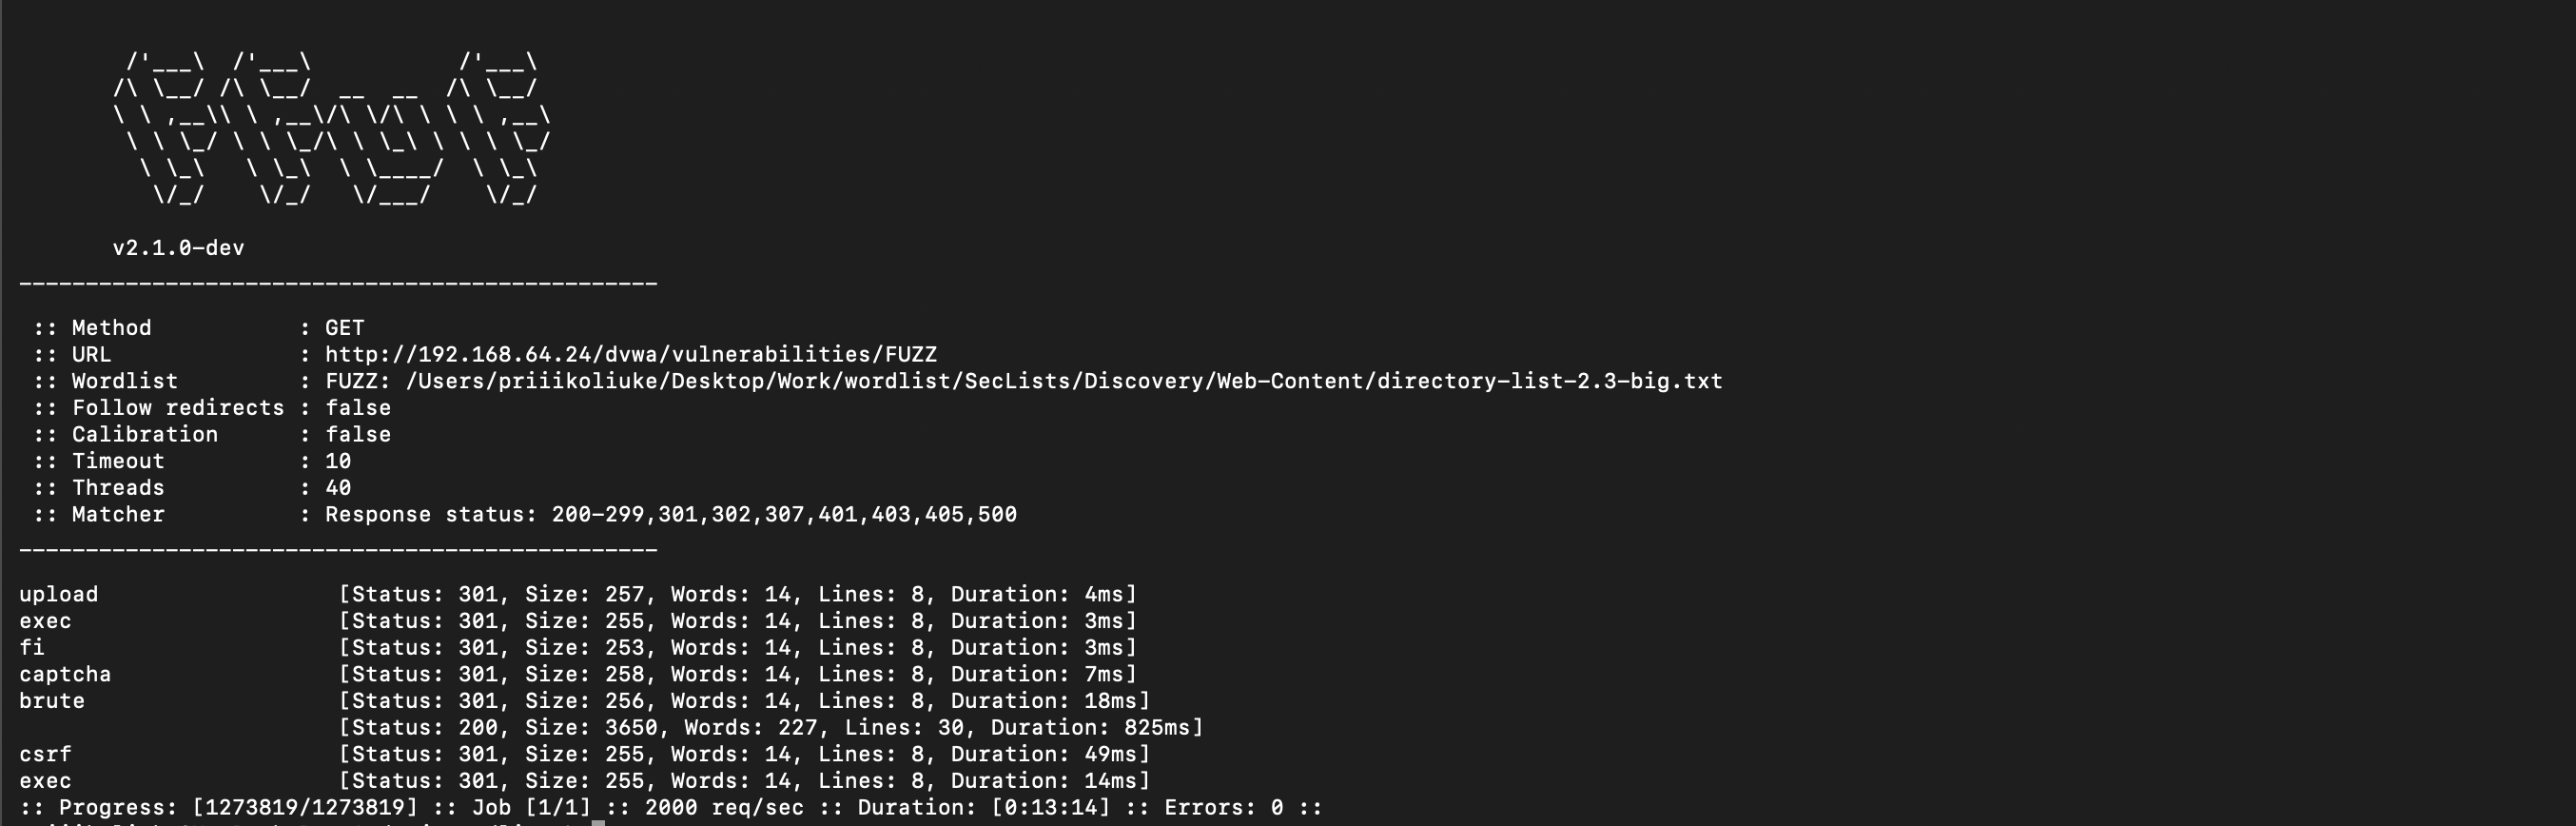 /'___\  /'___\           /'___\
/\ \__/ /\ \__/  __  __  /\ \__/
\ \ ,__\\ \ ,__\/\ \/\ \ \ \ ,__\
\ \ \_/ \ \ \_/\ \ \_\ \ \ \ \_/
\ \_\   \ \_\  \ \____/  \ \_\
\/_/    \/_/   \/___/    \/_/
v2.1.0-dev
________________________________________________
:: Method           : GET
:: URL              : http://192.168.64.24/dvwa/vulnerabilities/FUZZ
:: Wordlist         : FUZZ: /Users/priiikoliuke/Desktop/Work/wordlist/SecLists/Discovery/Web-Content/directory-list-2.3-big.txt
:: Follow redirects : false
:: Calibration      : false
:: Timeout          : 10
:: Threads          : 40
:: Matcher          : Response status: 200-299,301,302,307,401,403,405,500
________________________________________________
upload                  [Status: 301, Size: 257, Words: 14, Lines: 8, Duration: 4ms]
exec                    [Status: 301, Size: 255, Words: 14, Lines: 8, Duration: 3ms]
fi                      [Status: 301, Size: 253, Words: 14, Lines: 8, Duration: 3ms]
captcha                 [Status: 301, Size: 258, Words: 14, Lines: 8, Duration: 7ms]
brute                   [Status: 301, Size: 256, Words: 14, Lines: 8, Duration: 18ms]
[Status: 200, Size: 3650, Words: 227, Lines: 30, Duration: 825ms]
csrf                    [Status: 301, Size: 255, Words: 14, Lines: 8, Duration: 49ms]
exec                    [Status: 301, Size: 255, Words: 14, Lines: 8, Duration: 14ms]
:: Progress: [1273819/1273819] :: Job [1/1] :: 2000 req/sec :: Duration: [0:13:14] :: Errors: 0 ::